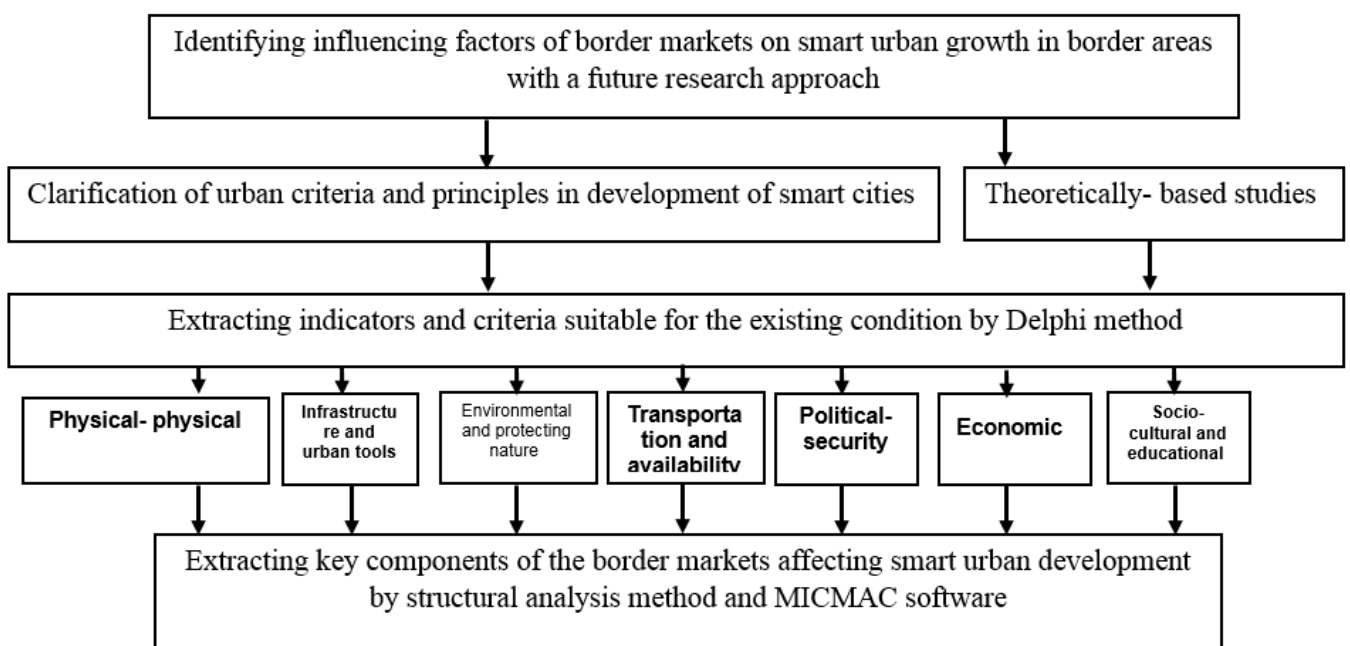 Identifying influencing factors of border markets on smart urban growth in border areas
with a future research approach
Clarification of urban criteria and principles in development of smart cities
Theoretically- based studies
Extracting indicators and criteria suitable for the existing condition by Delphi method
Physical- physical
Infrastructu
re and
urban tools
Environmental
and protecting
nature
Transporta
tion and
availability
Political-
security
Economic
Socio-
cultural and
educational
Extracting key components of the border markets affecting smart urban development
by structural analysis method and MICMAC software